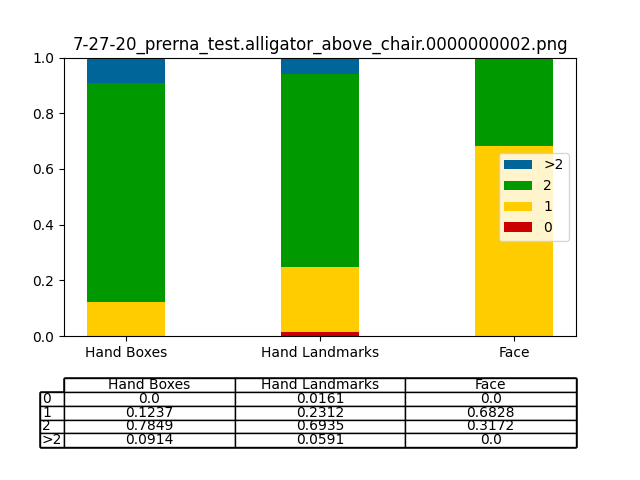 7-27-20_prerna_test.alligator_above_chair.0000000002.png
1.0
0.8
0.6
0.4
0.2
0.0
>2
2
1
0
Hand Boxes Hand Landmarks Face
Hand Boxes Hand Landmarks Face
0 0.0 0.0161 0.0
1 0.1237 0.2312 0.6828
2 0.7849 0.6935 0.3172
>2 0.0914 0.0591 0.0